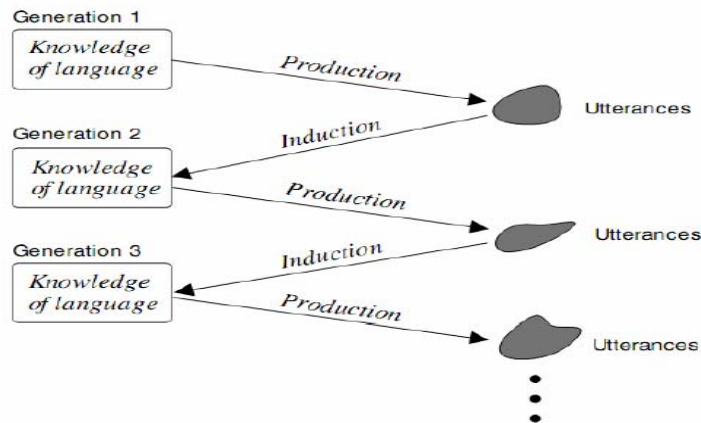 Generation 1
Knowledge
of language
Production
Utterances
Induction
Generation 2
Knowledge
of language
Production
Utterances
Induction
Generation 3
Knowledge
of language
Production
Utterances